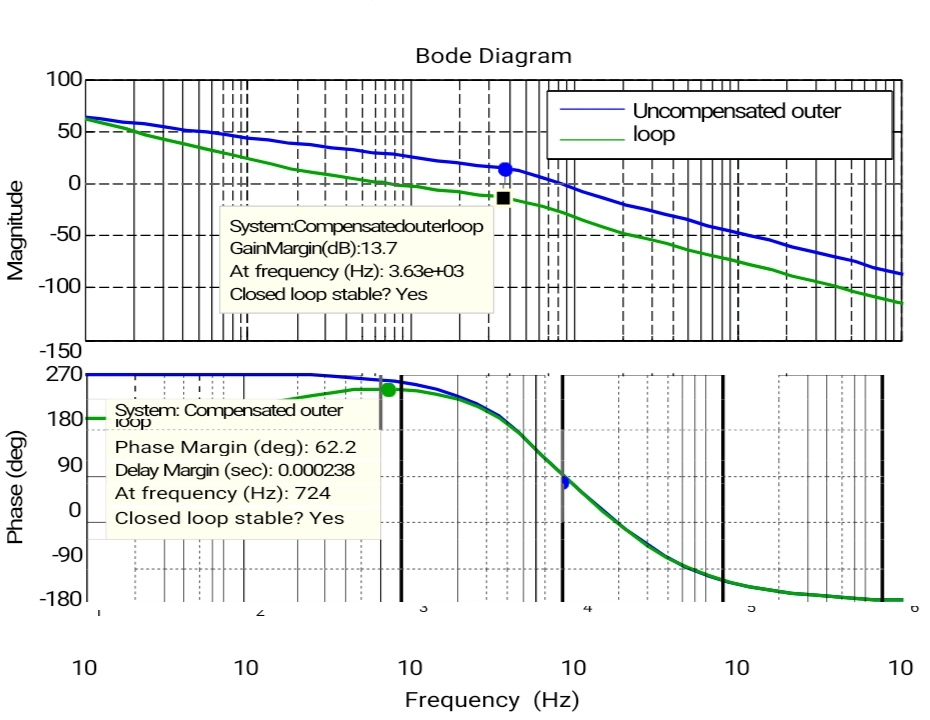 Bode Diagram
100
50
0
-50
-100
-150
Magnitude
Uncompensated outer
loop
System:Compensatedouterloop
GainMargin(dB):13.7
At frequency (Hz): 3.63e+03
Closed loop stable? Yes
270
180
90
0
-90
-180
Phase (deg)
System: Compensated outer
loop
Phase Margin (deg): 62.2
Delay Margin (sec): 0.000238
At frequency (Hz): 724
Closed loop stable? Yes
1 2 3 4 5 6
10 10 10 10 10 10
Frequency (Hz)